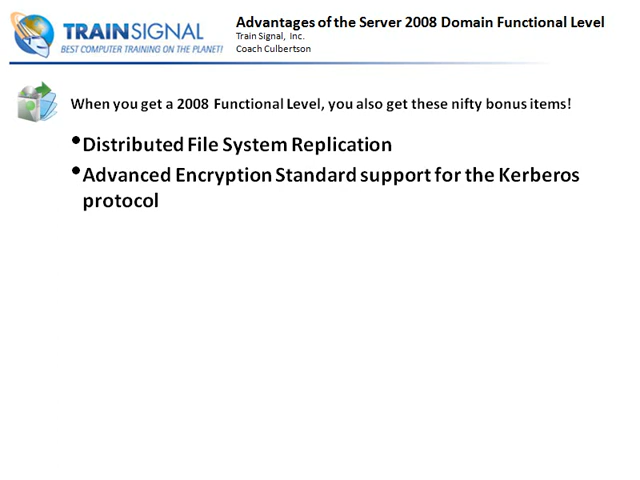 TRAINSIGNAL
BEST COMPUTER TRAINING ON THE PLANET!
Advantages of the Server 2008 Domain Functional Level
Train Signal, Inc.
Coach Culbertson
When you get a 2008 Functional Level, you also get these nifty bonus items!
•Distributed File System Replication
•Advanced Encryption Standard support for the Kerberos
protocol